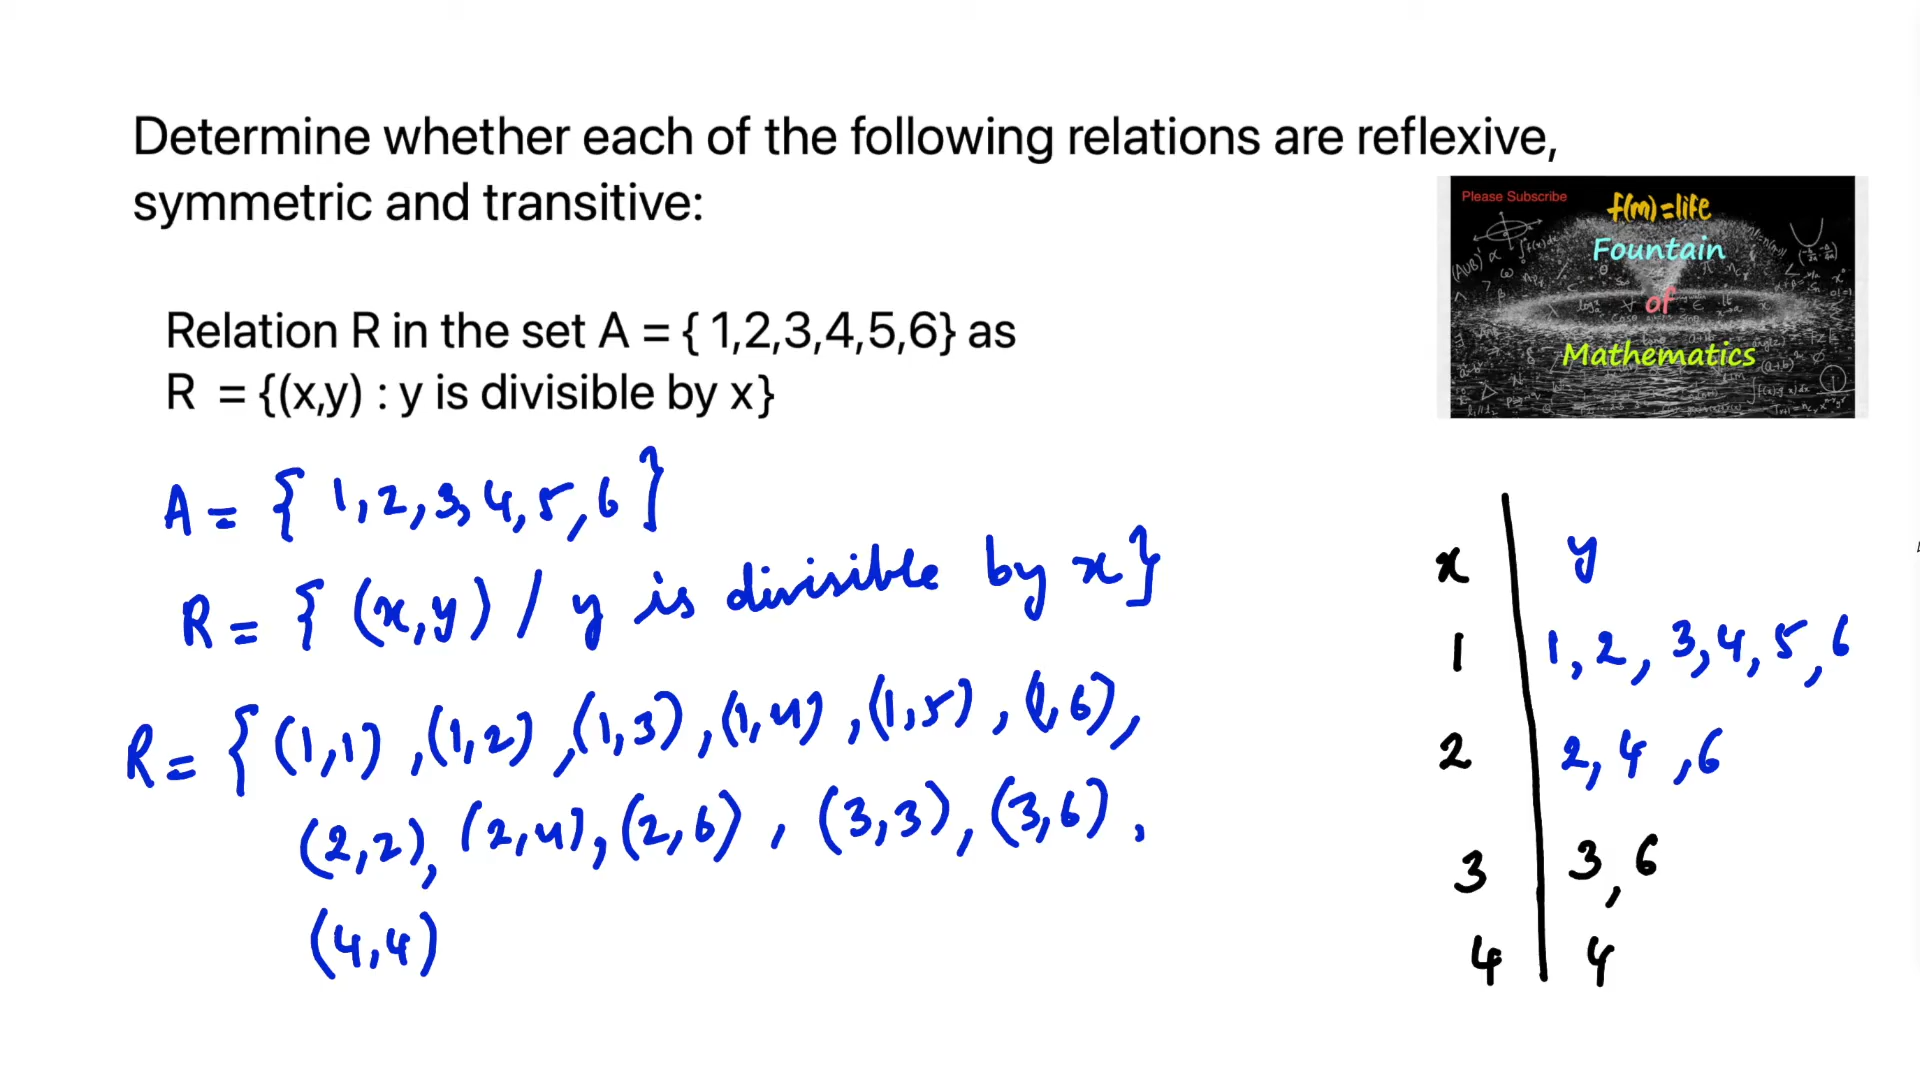 Determine whether each of the following relations are reflexive,
symmetric and transitive:
Please Subscribe
f(m)=life
Fountain
of
Mathematics
Relation R in the set A = { 1,2,3,4,5,6} as
R = {(x,y) : y is divisible by x}
A = { 1,2,3,4,5,6 }
R = { (x,y) / y is divisible by x }
R = { (1,1) ,(1,2) ,(1,3) ,(1,4) ,(1,5) , (1,6) ,
(2,2), (2,4), (2,6) , (3,3) , (3,6) ,
(4,4)
x y
1 1, 2, 3, 4, 5, 6
2 2, 4 , 6
3 3, 6
4 4